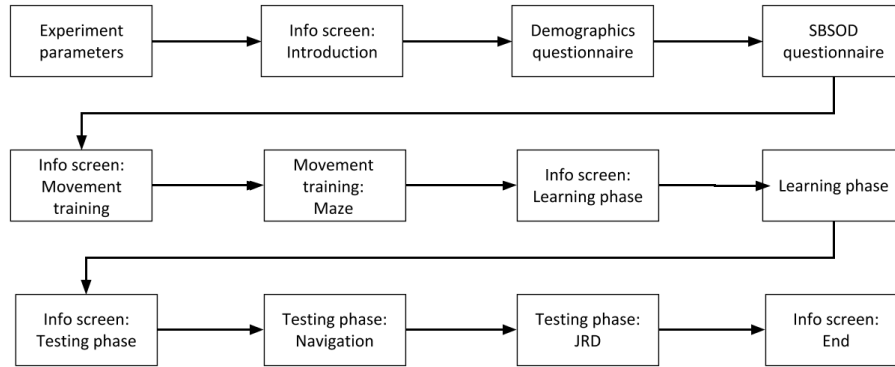 Experiment
parameters
Info screen:
Introduction
Demographics
questionnaire
SBSOD
questionnaire
Info screen:
Movement
training
Movement
training:
Maze
Info screen:
Learning phase
Learning phase
Info screen:
Testing phase
Testing phase:
Navigation
Testing phase:
JRD
Info screen:
End